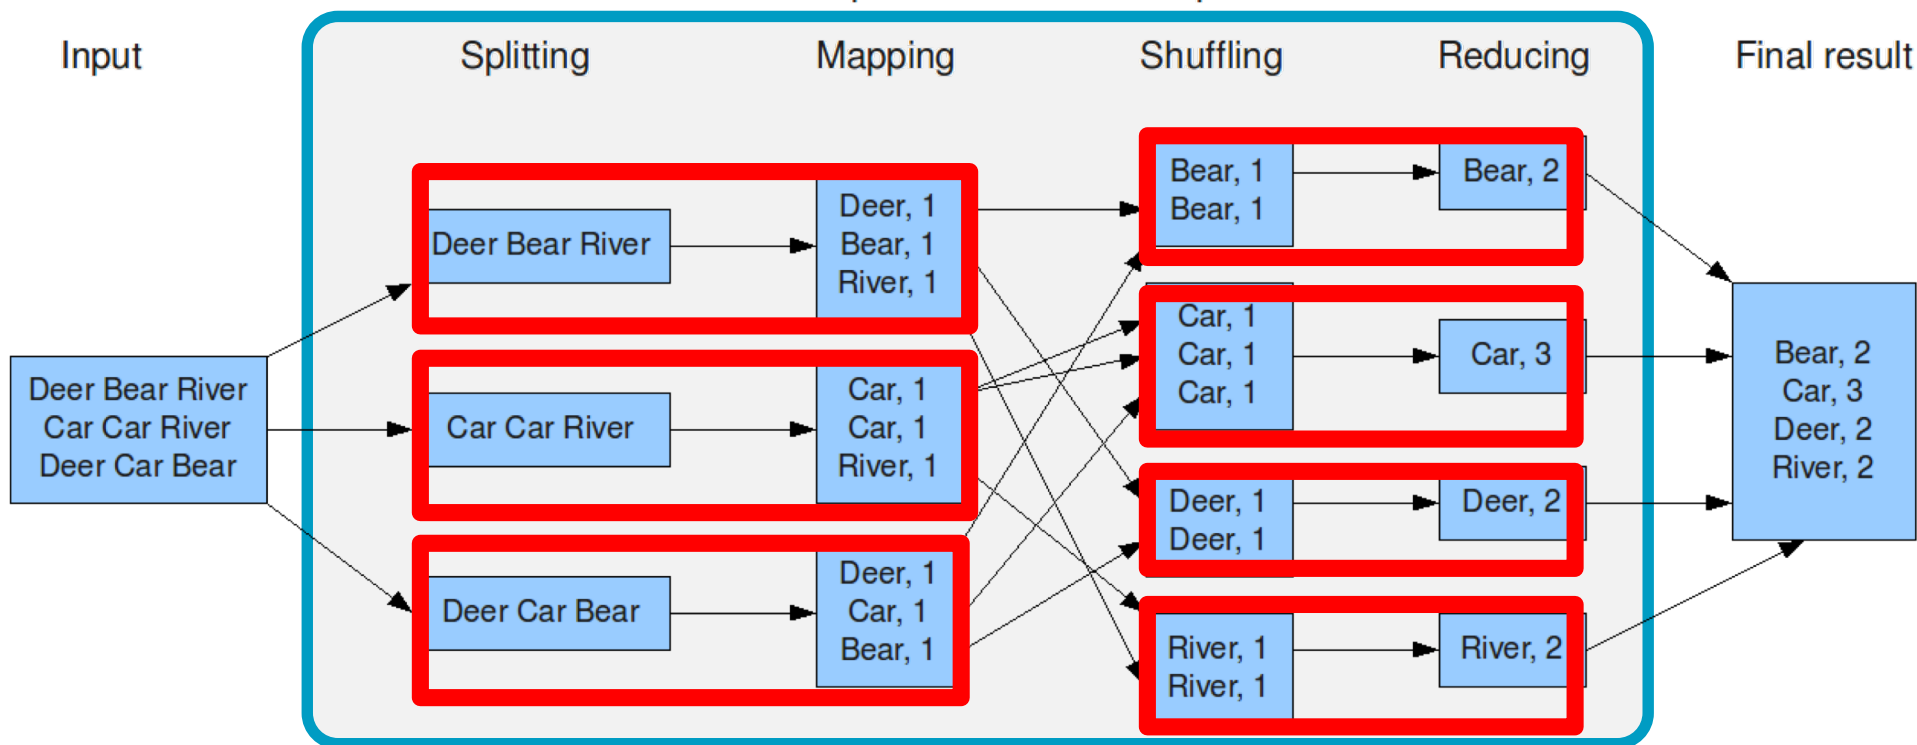 Input
Splitting
Mapping
Shuffling
Reducing
Final result
Deer Bear River
Car Car River
Deer Car Bear
Deer Bear River
Car Car River
Deer Car Bear
Deer, 1
Bear, 1
River, 1
Car, 1
Car, 1
River, 1
Deer, 1
Car, 1
Bear, 1
Bear, 1
Bear, 1
Car, 1
Car, 1
Car, 1
Deer, 1
Deer, 1
River, 1
River, 1
Bear, 2
Car, 3
Deer, 2
River, 2
Bear, 2
Car, 3
Deer, 2
River, 2